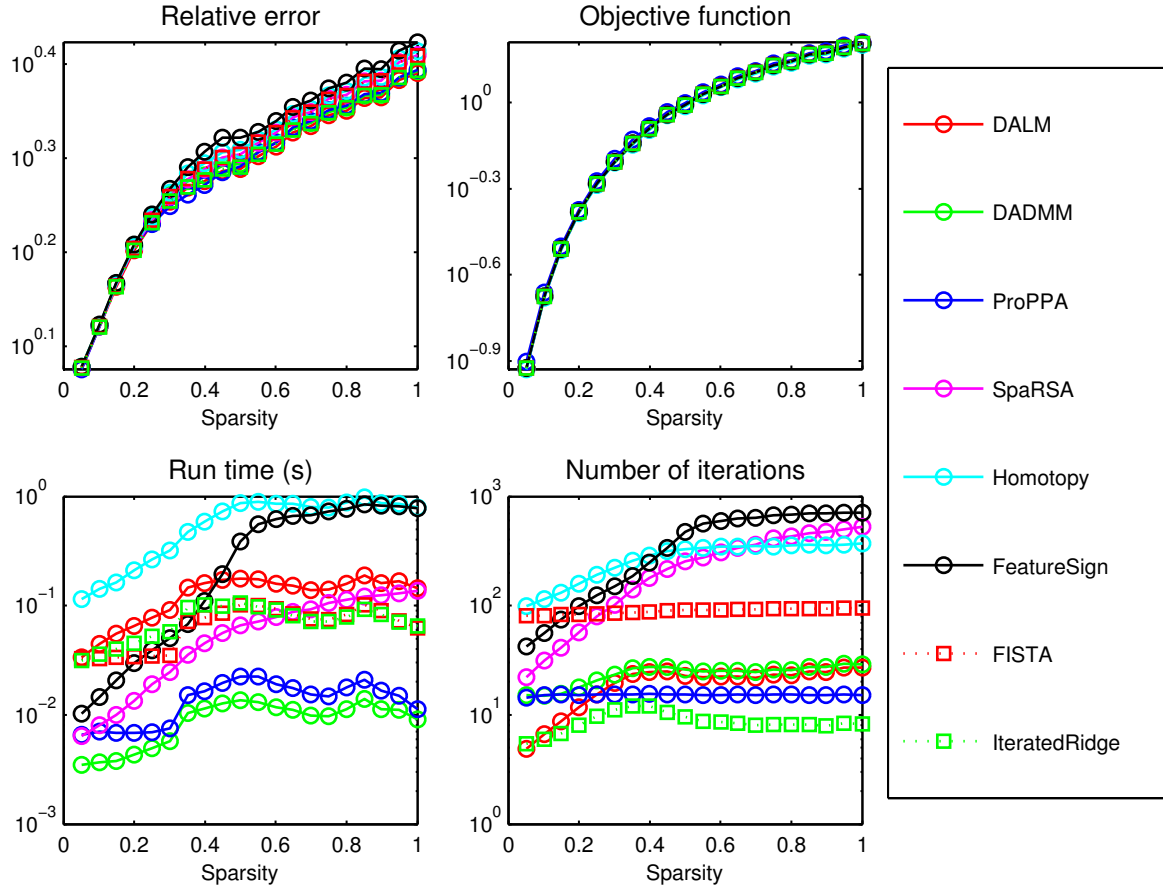 Relative error
10^0.4
10^0.3
10^0.2
10^0.1
0 0.2 0.4 0.6 0.8 1
Sparsity
Objective function
10^0
10^−0.3
10^−0.6
10^−0.9
0 0.2 0.4 0.6 0.8 1
Sparsity
Run time (s)
10^0
10^−1
10^−2
10^−3
0 0.2 0.4 0.6 0.8 1
Sparsity
Number of iterations
10^3
10^2
10^1
10^0
0 0.2 0.4 0.6 0.8 1
Sparsity
DALM
DADMM
ProPPA
SpaRSA
Homotopy
FeatureSign
FISTA
IteratedRidge